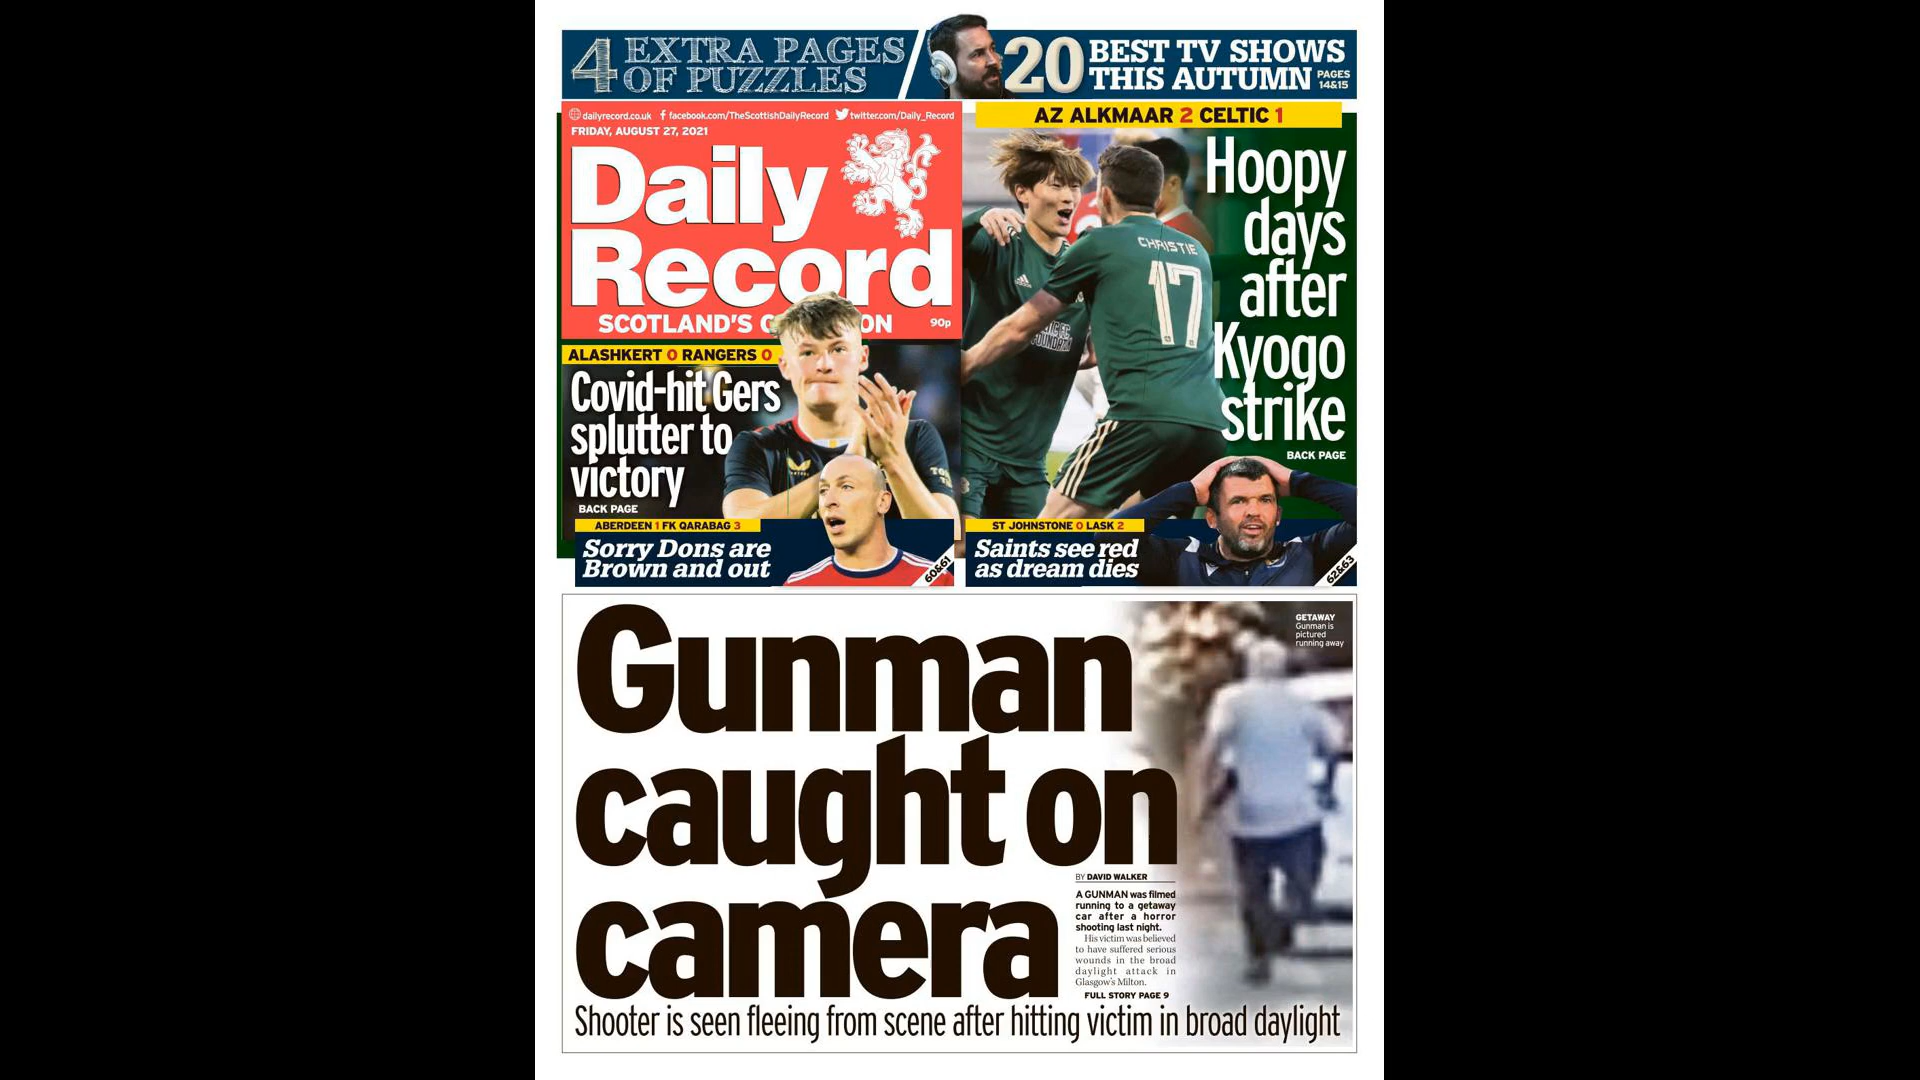 4 EXTRA PAGES
OF PUZZLES
20 BEST TV SHOWS
THIS AUTUMN PAGES
14&15
dailyrecord.co.uk facebook.com/TheScottishDailyRecord twitter.com/Daily_Record
FRIDAY, AUGUST 27, 2021
Daily
Record
SCOTLAND'S C ON
90p
AZ ALKMAAR 2 CELTIC 1
Hoopy
days
after
Kyogo
strike
BACK PAGE
CHRISTIE
17
ALASHKERT 0 RANGERS 0
Covid-hit Gers
splutter to
victory
BACK PAGE
ABERDEEN 1 FK QARABAG 3
Sorry Dons are
Brown and out
60&61
ST JOHNSTONE 0 LASK 2
Saints see red
as dream dies
62&63
Gunman
caught on
camera
GETAWAY
Gunman is
pictured
running away
BY DAVID WALKER
A GUNMAN was filmed
running to a getaway
car after a horror
shooting last night.
His victim was believed
to have suffered serious
wounds in the broad
daylight attack in
Glasgow's Milton.
FULL STORY PAGE 9
Shooter is seen fleeing from scene after hitting victim in broad daylight